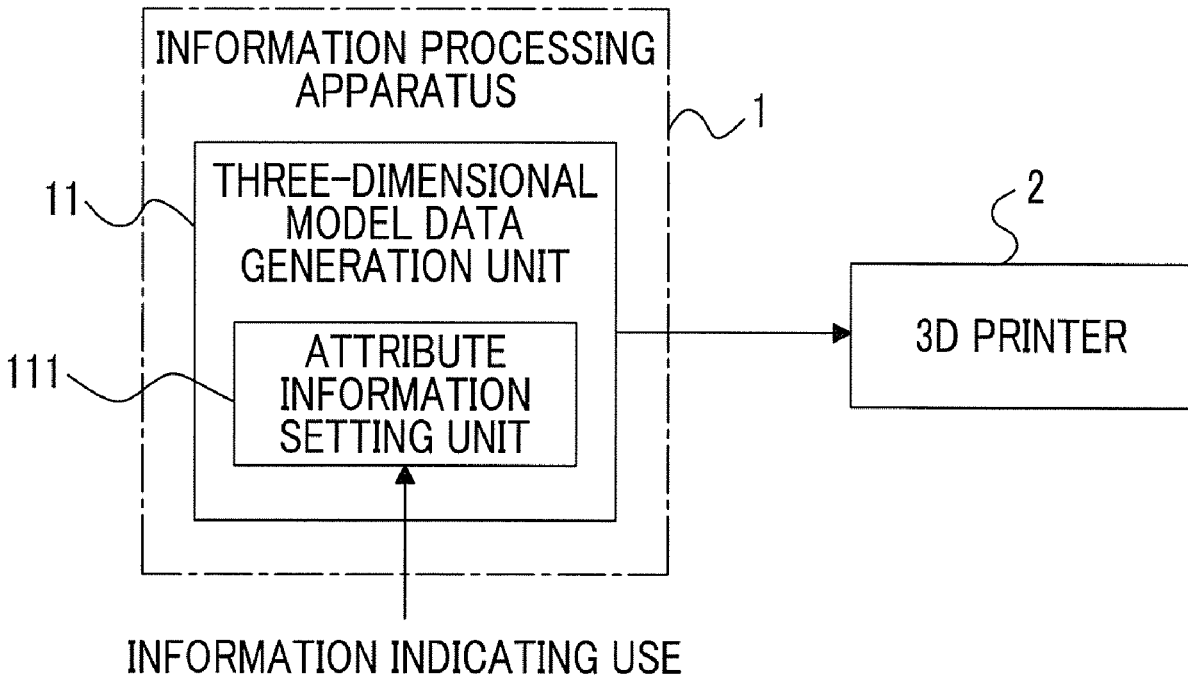 INFORMATION PROCESSING
APPARATUS
1
11
THREE-DIMENSIONAL
MODEL DATA
GENERATION UNIT
2
3D PRINTER
111
ATTRIBUTE
INFORMATION
SETTING UNIT
INFORMATION INDICATING USE